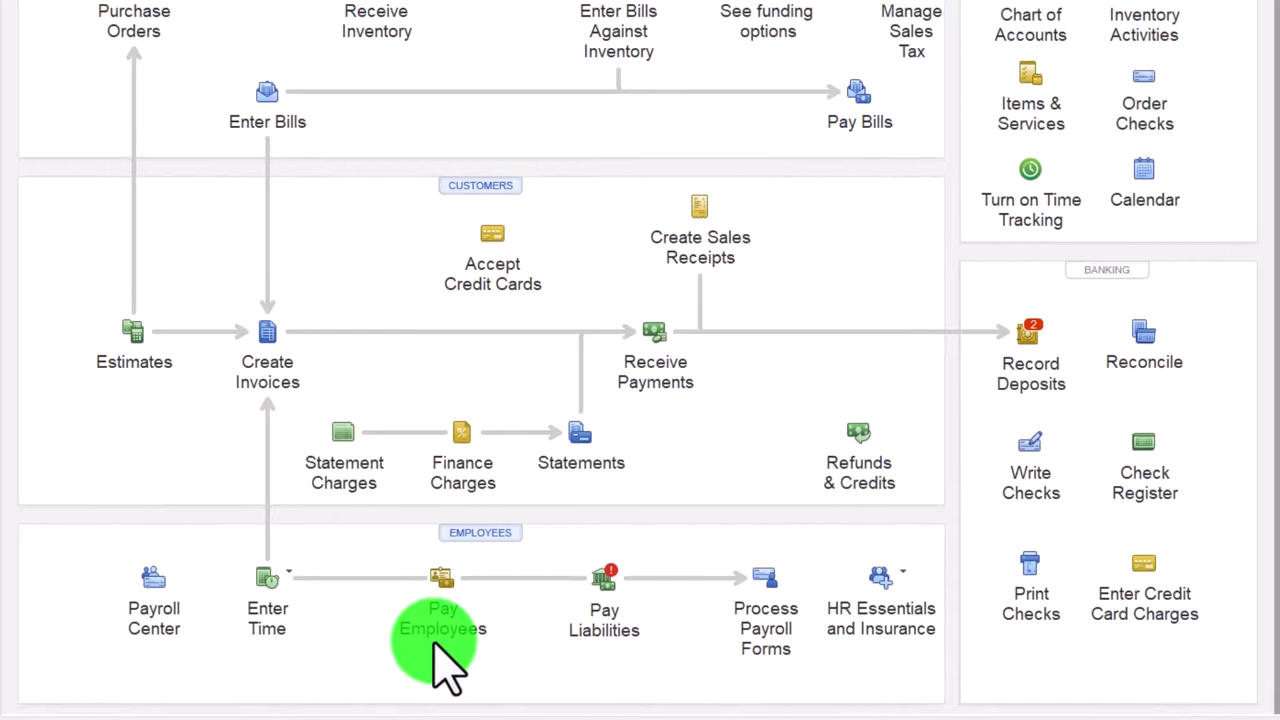 Purchase
Orders
Receive
Inventory
Enter Bills
Against
Inventory
See funding
options
Manage
Sales
Tax
Chart of
Accounts
Inventory
Activities
Enter Bills
Pay Bills
Items &
Services
Order
Checks
Turn on Time
Tracking
Calendar
CUSTOMERS
Accept
Credit Cards
Create Sales
Receipts
Estimates
Create
Invoices
Receive
Payments
Statement
Charges
Finance
Charges
Statements
Refunds
& Credits
BANKING
2
Record
Deposits
Reconcile
Write
Checks
Check
Register
Print
Checks
Enter Credit
Card Charges
EMPLOYEES
Payroll
Center
Enter
Time
Pay
Employees
Pay
Liabilities
Process
Payroll
Forms
HR Essentials
and Insurance